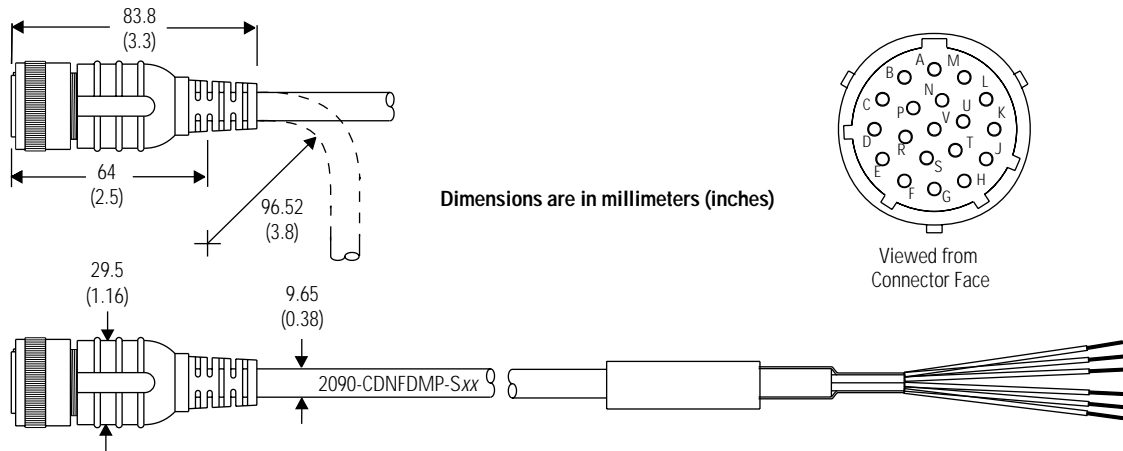 83.8
(3.3)
64
(2.5)
96.52
(3.8)
Dimensions are in millimeters (inches)
A
M
B
L
N
C
P
U
K
V
D
R
T
J
E
S
F
G
H
Viewed from
Connector Face
29.5
(1.16)
9.65
(0.38)
2090-CDNFDMP-Sxx